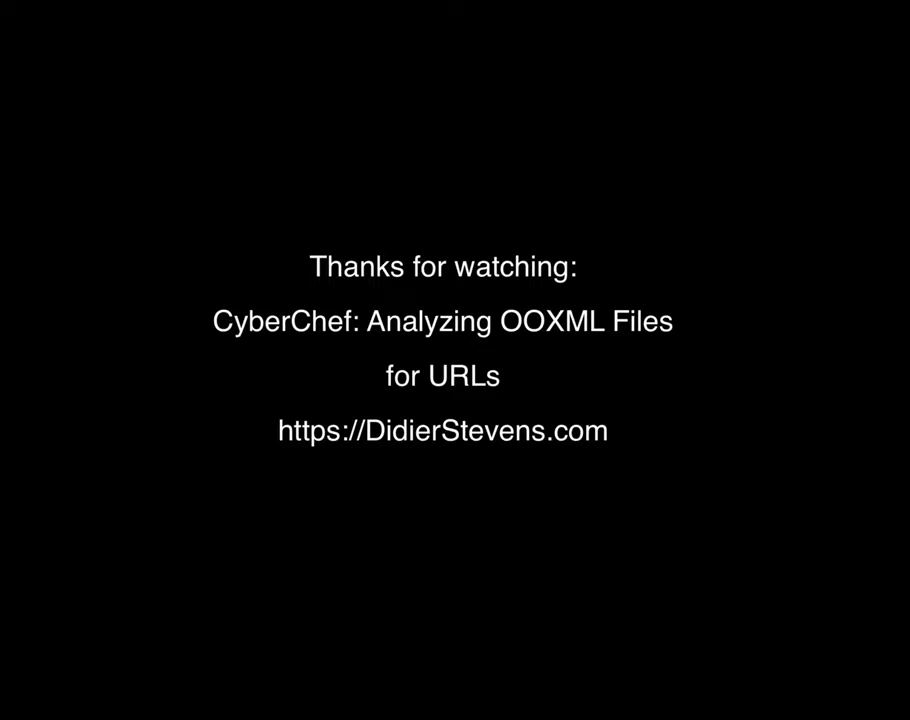 Thanks for watching:
CyberChef: Analyzing OOXML Files
for URLs
https://DidierStevens.com